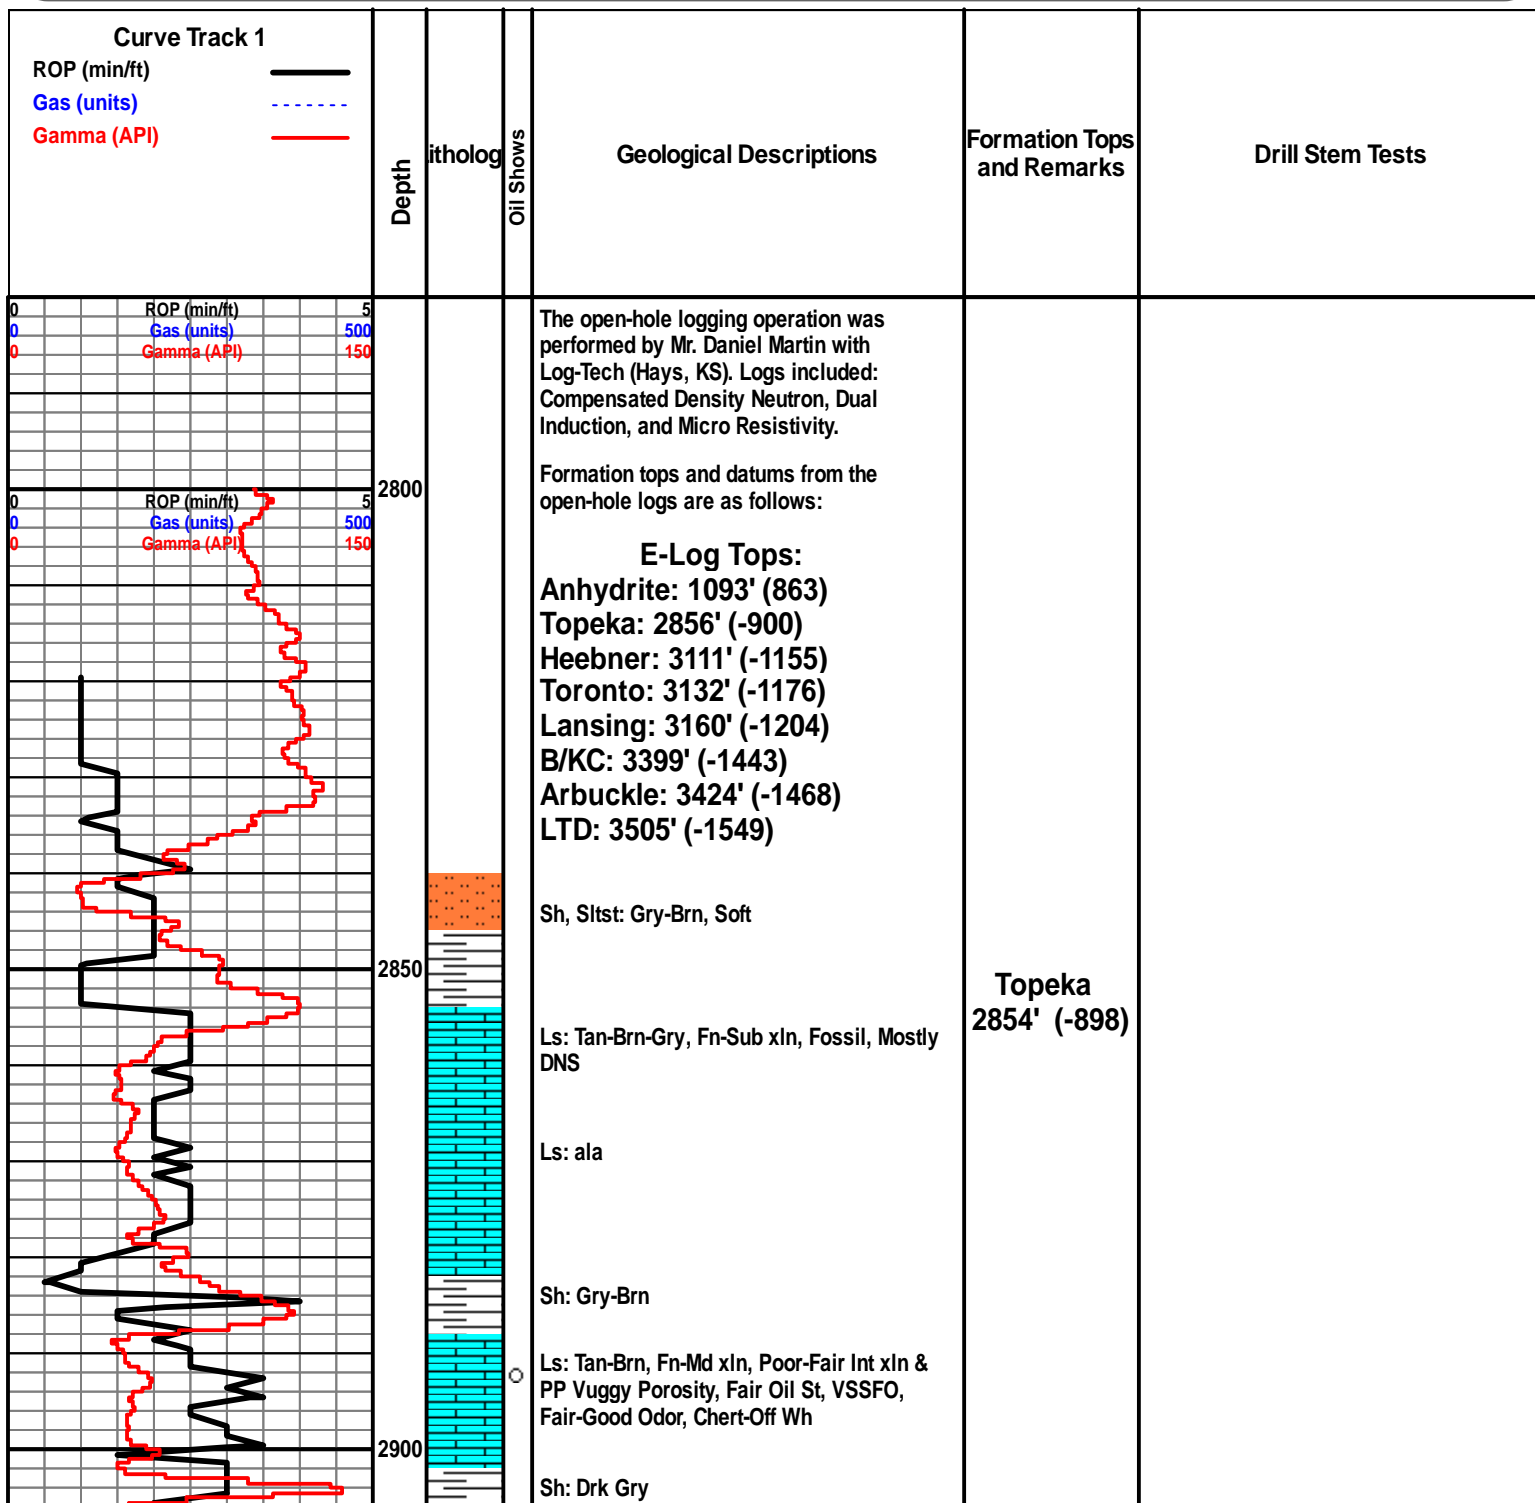 Curve Track 1
ROP (min/ft)
Gas (units)
Gamma (API)
Depth
itholog
Oil Shows
Geological Descriptions
Formation Tops
and Remarks
Drill Stem Tests
0 ROP (min/ft) 5
0 Gas (units) 500
0 Gamma (API) 150
The open-hole logging operation was
performed by Mr. Daniel Martin with
Log-Tech (Hays, KS). Logs included:
Compensated Density Neutron, Dual
Induction, and Micro Resistivity.
Formation tops and datums from the
open-hole logs are as follows:
2800
0 ROP (min/ft) 5
0 Gas (units) 500
0 Gamma (API) 150
E-Log Tops:
Anhydrite: 1093' (863)
Topeka: 2856' (-900)
Heebner: 3111' (-1155)
Toronto: 3132' (-1176)
Lansing: 3160' (-1204)
B/KC: 3399' (-1443)
Arbuckle: 3424' (-1468)
LTD: 3505' (-1549)
Sh, Sltst: Gry-Brn, Soft
2850
Topeka
2854' (-898)
Ls: Tan-Brn-Gry, Fn-Sub xln, Fossil, Mostly
DNS
Ls: ala
Sh: Gry-Brn
Ls: Tan-Brn, Fn-Md xln, Poor-Fair Int xln &
PP Vuggy Porosity, Fair Oil St, VSSFO,
Fair-Good Odor, Chert-Off Wh
2900
Sh: Drk Gry